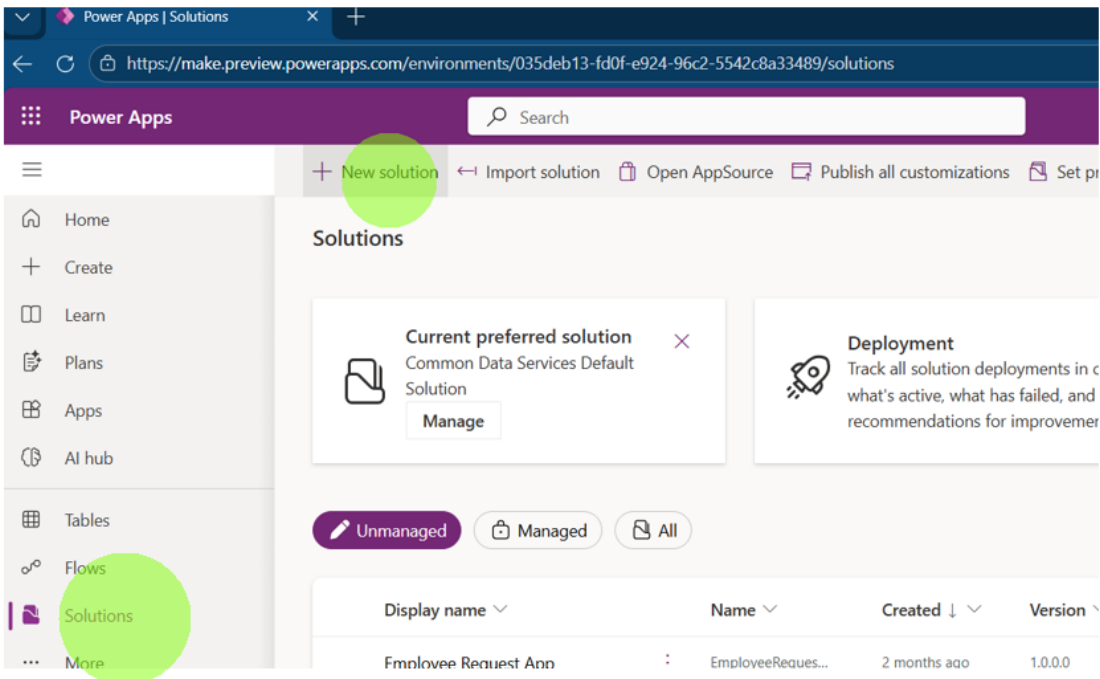 Power Apps | Solutions
https://make.preview.powerapps.com/environments/035deb13-fd0f-e924-96c2-5542c8a33489/solutions
Power Apps
Search
New solution
Import solution
Open AppSource
Publish all customizations
Set pr
Home
Create
Learn
Plans
Apps
AI hub
Tables
Flows
Solutions
More
Solutions
Current preferred solution
Common Data Services Default
Solution
Manage
Deployment
Track all solution deployments in
what's active, what has failed, and
recommendations for improvemer
Unmanaged
Managed
All
Display name
Name
Created
Version
Employee Request App
EmployeeReques...
2 months ago
1.0.0.0